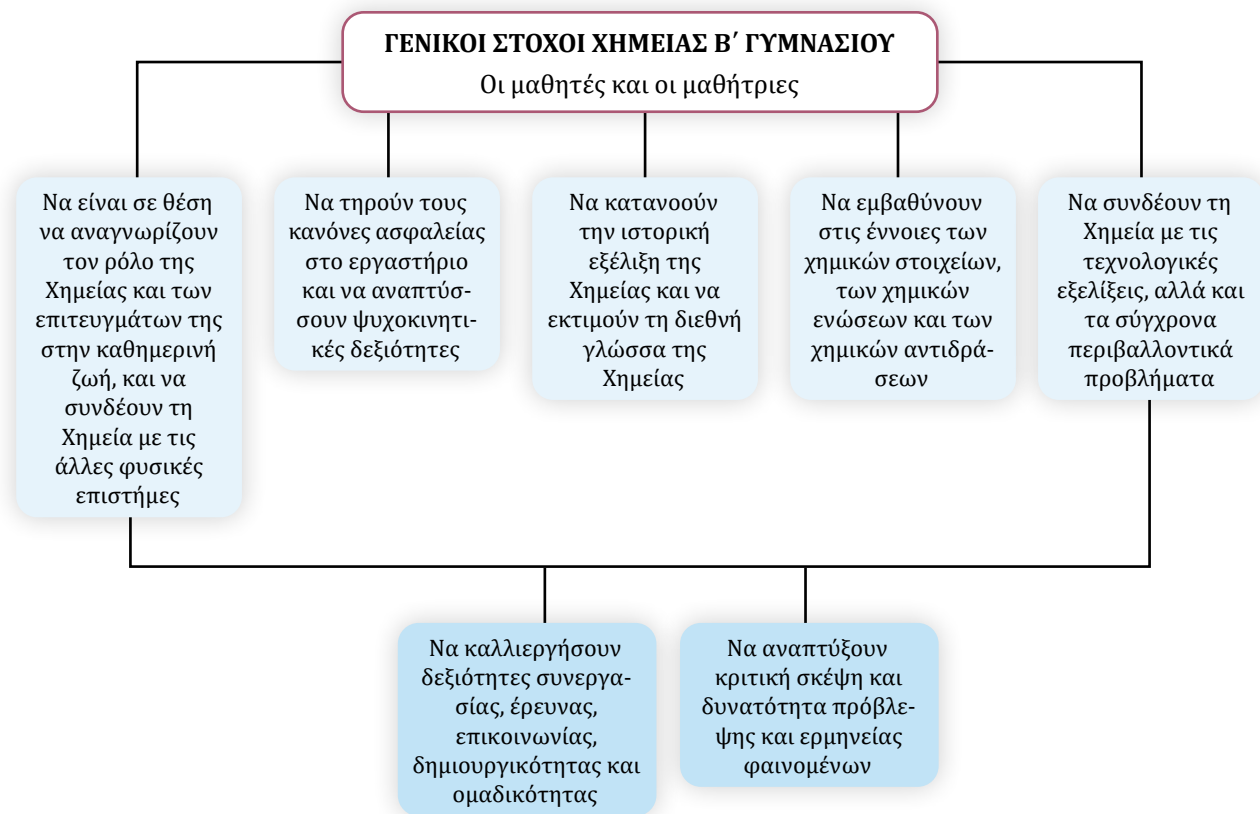 ΓΕΝΙΚΟΙ ΣΤΟΧΟΙ ΧΗΜΕΙΑΣ Β΄ ΓΥΜΝΑΣΙΟΥ
Οι μαθητές και οι μαθήτριες
Να είναι σε θέση
να αναγνωρίζουν
τον ρόλο της
Χημείας και των
επιτευγμάτων της
στην καθημερινή
ζωή, και να
συνδέουν τη
Χημεία με τις
άλλες φυσικές
επιστήμες
Να τηρούν τους
κανόνες ασφαλείας
στο εργαστήριο
και να αναπτύσ-
σουν ψυχοκινητι-
κές δεξιότητες
Να κατανοούν
την ιστορική
εξέλιξη της
Χημείας και να
εκτιμούν τη διεθνή
γλώσσα της
Χημείας
Να εμβαθύνουν
στις έννοιες των
χημικών στοιχείων,
των χημικών
ενώσεων και των
χημικών αντιδρά-
σεων
Να συνδέουν τη
Χημεία με τις
τεχνολογικές
εξελίξεις, αλλά και
τα σύγχρονα
περιβαλλοντικά
προβλήματα
Να καλλιεργήσουν
δεξιότητες συνεργα-
σίας, έρευνας,
επικοινωνίας,
δημιουργικότητας και
ομαδικότητας
Να αναπτύξουν
κριτική σκέψη και
δυνατότητα πρόβλε-
ψης και ερμηνείας
φαινομένων